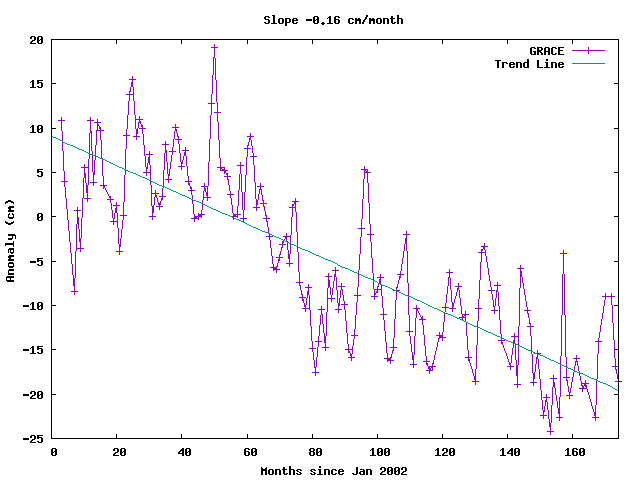 Slope -0.16 cm/month
GRACE
Trend Line
20
15
10
5
0
-5
-10
-15
-20
-25
Anomaly (cm)
0 20 40 60 80 100 120 140 160
Months since Jan 2002